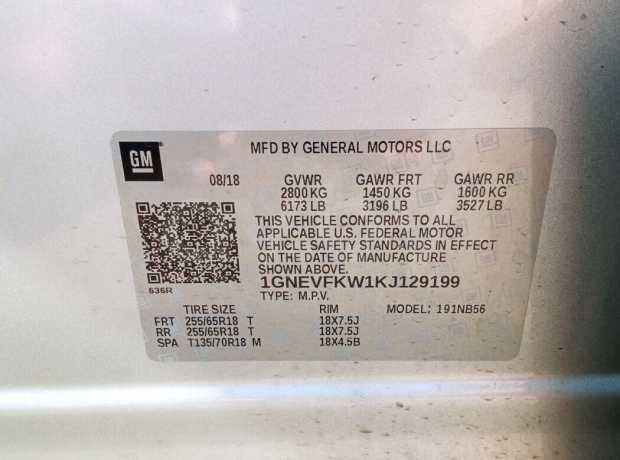 GM
MFD BY GENERAL MOTORS LLC
08/18 GVWR GAWR FRT GAWR RR
2800 KG 1450 KG 1600 KG
6173 LB 3196 LB 3527 LB
THIS VEHICLE CONFORMS TO ALL
APPLICABLE U.S. FEDERAL MOTOR
VEHICLE SAFETY STANDARDS IN EFFECT
ON THE DATE OF MANUFACTURE
SHOWN ABOVE.
636R
1GNEVFKW1KJ129199
TYPE: M.P.V.
TIRE SIZE RIM MODEL: 191NB56
FRT 255/65R18 T 18X7.5J
RR 255/65R18 T 18X7.5J
SPA T135/70R18 M 18X4.5B